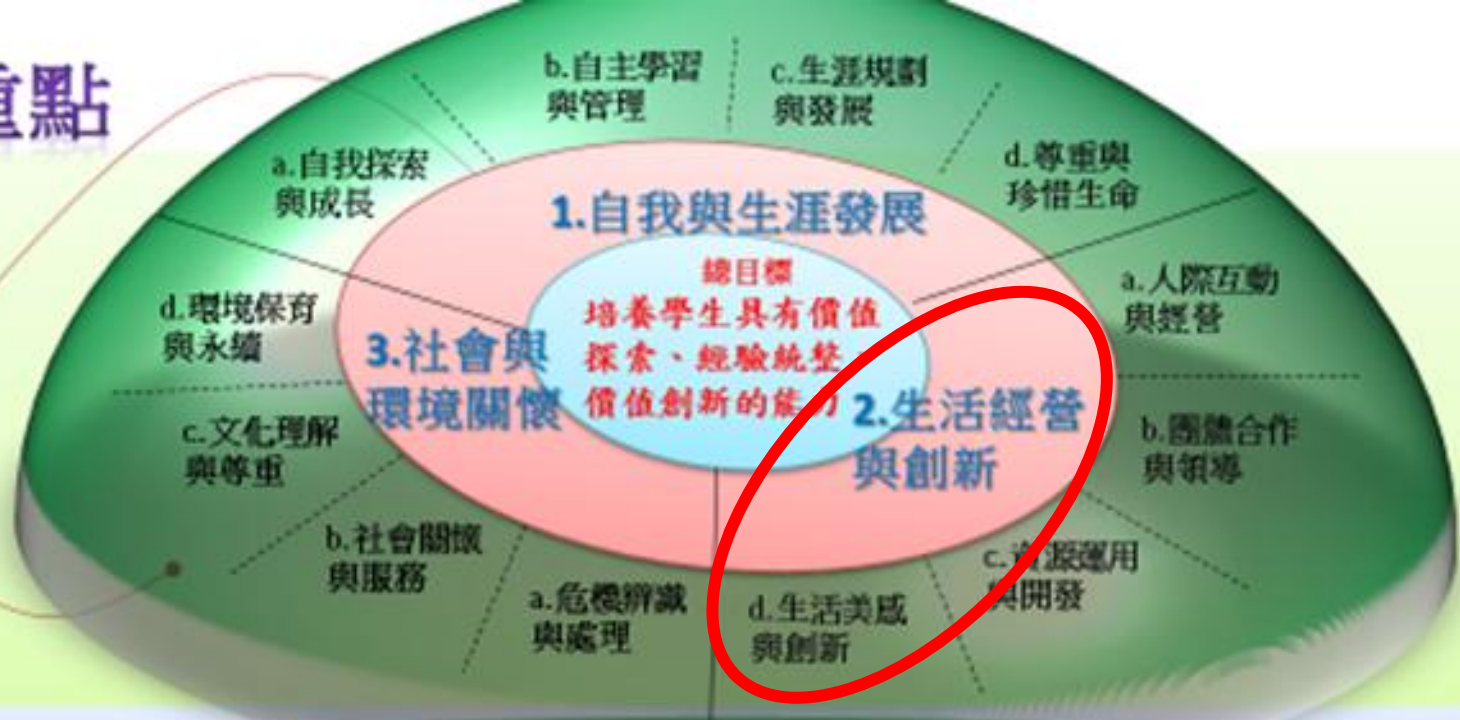 重點
b.自主學習
與管理
c.生涯規劃
與發展
a.自我探索
與成長
d.尊重與
珍惜生命
1.自我與生涯發展
總目標
培養學生具有價值
探索、經驗統整、
價值創新的能力
a.人際互動
與經營
d.環境保育
與永續
3.社會與
環境關懷
2.生活經營
與創新
c.文化理解
與尊重
b.團體合作
與領導
b.社會關懷
與服務
c.資源運用
與開發
a.危機辨識
與處理
d.生活美感
與創新